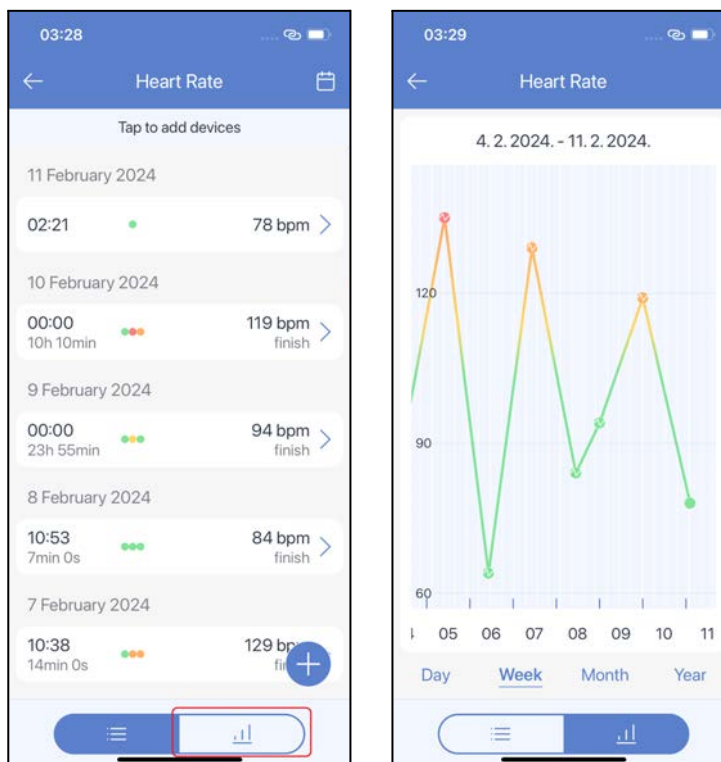 03:28
Heart Rate
Tap to add devices
11 February 2024
02:21 78 bpm
10 February 2024
00:00 119 bpm
10h 10min finish
9 February 2024
00:00 94 bpm
23h 55min finish
8 February 2024
10:53 84 bpm
7min 0s finish
7 February 2024
10:38 129
14min 0s
03:29
Heart Rate
4. 2. 2024. - 11. 2. 2024.
120
90
60
05 06 07 08 09 10 11
Day Week Month Year